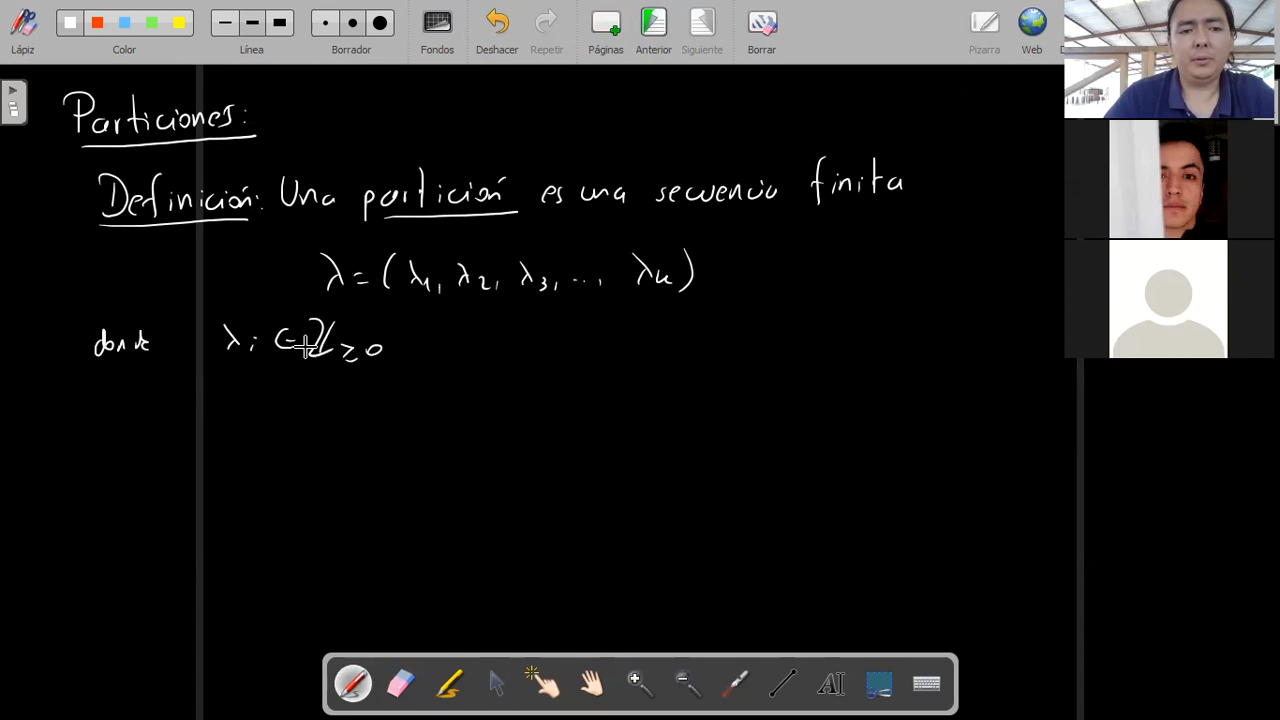 Lápiz Color Línea Borrador Fondos Deshacer Repetir Páginas Anterior Siguiente Borrar Pizarra Web
Particiones:
Definición: Una partición es una secuencia finita
λ = (λ₁, λ₂, λ₃, ..., λₖ)
donde λᵢ ∈ ℤ≥0
AI